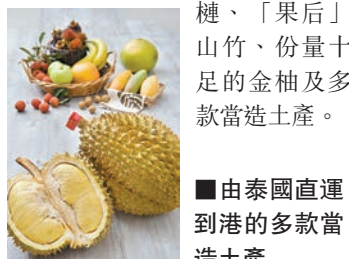 槤、「果后」
山竹、份量十
足的金柚及多
款當造土產。
■由泰國直運
到港的多款當
造土產